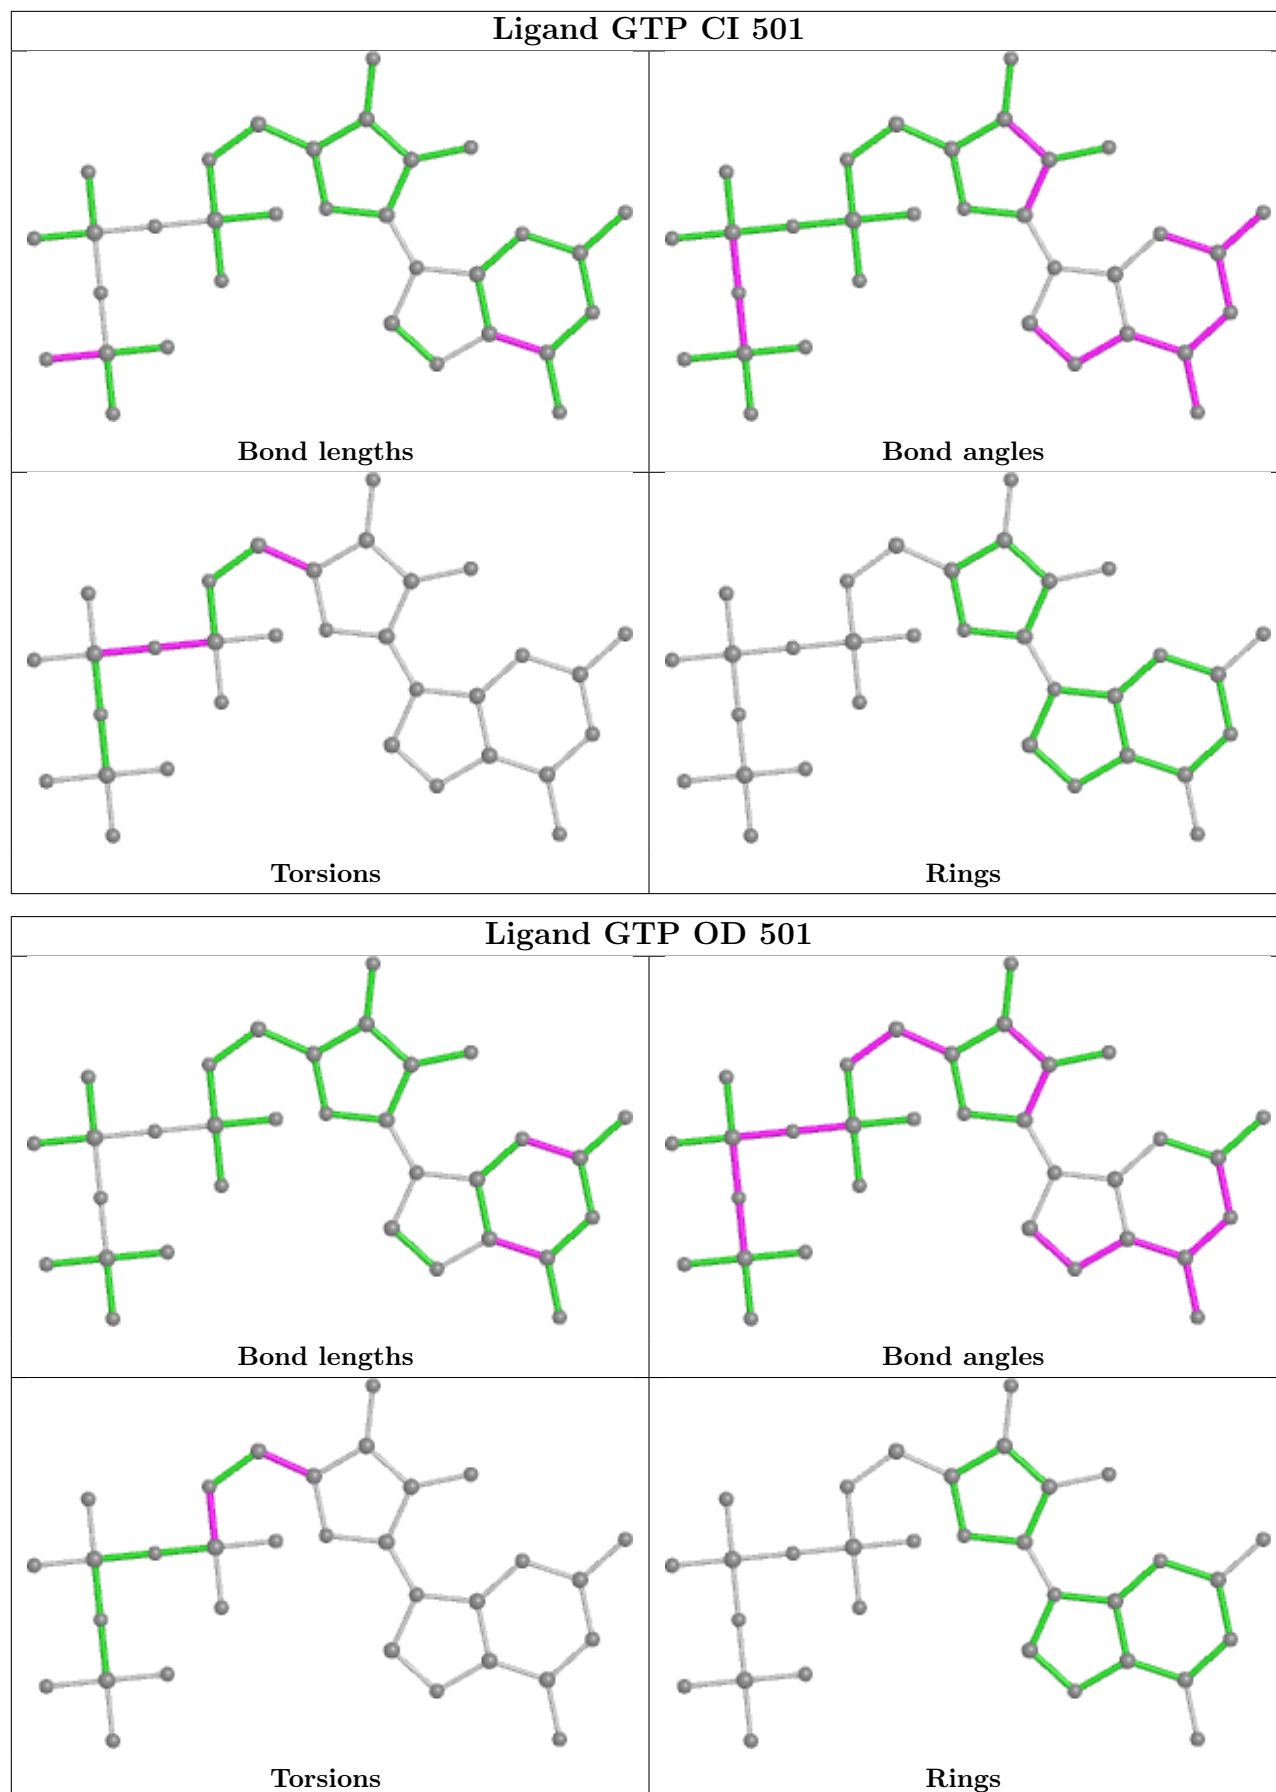 Ligand GTP CI 501
Bond lengths
Bond angles
Torsions
Rings
Ligand GTP OD 501
Bond lengths
Bond angles
Torsions
Rings